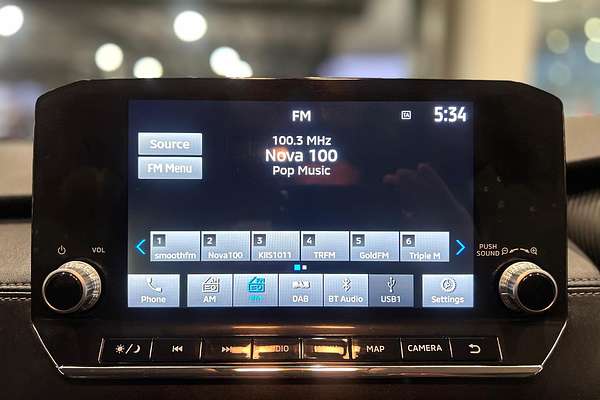 FM
TA
5:34
Source
100.3 MHz
Nova 100
FM Menu
Pop Music
1 2 3 4 5 6
smoothfm Nova100 KIIS1011 TRFM GoldFM Triple M
Phone AM DAB BT Audio USB1 Settings
VOL
PUSH
SOUND
MAP CAMERA